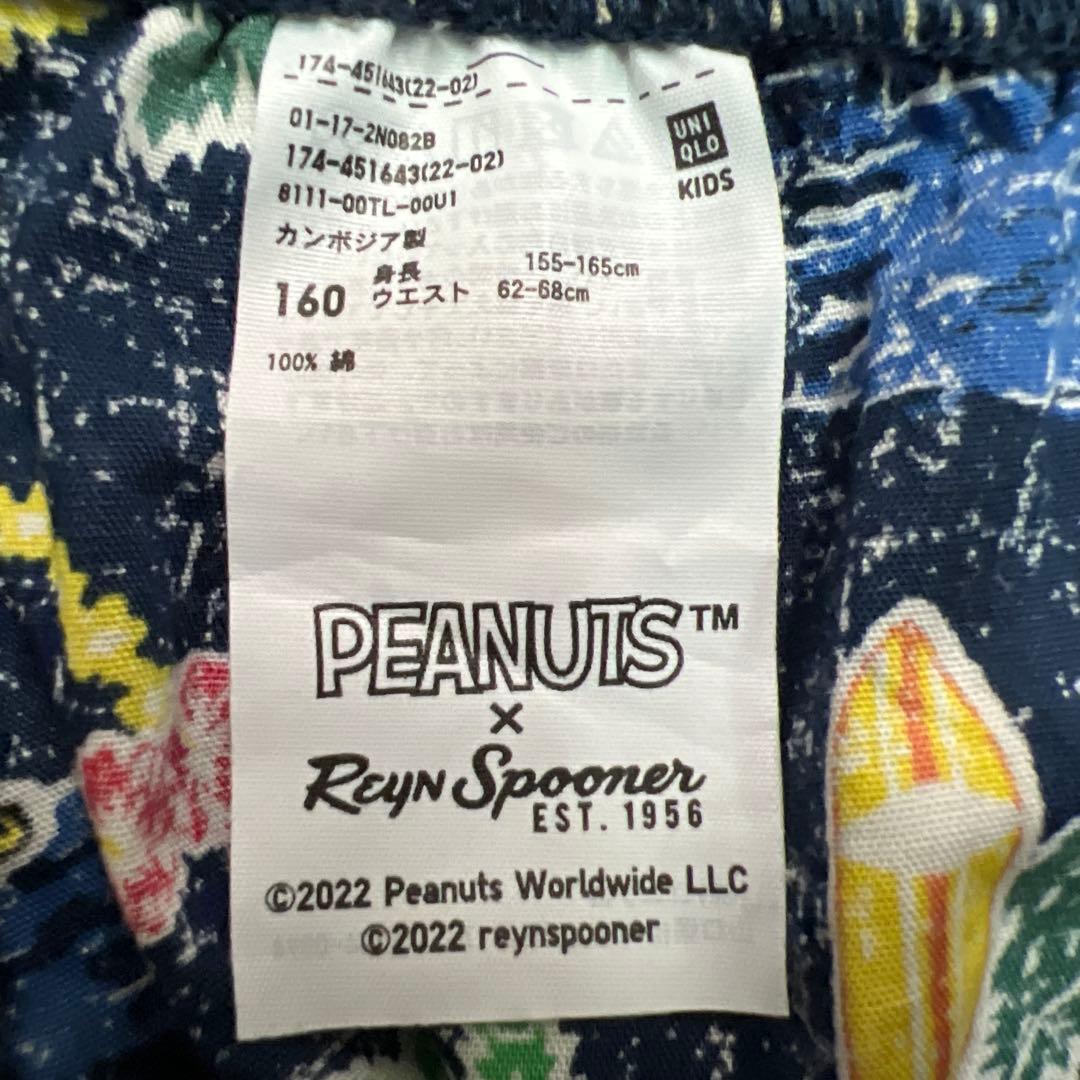 174-451643(22-02)
UNI
QLO
KIDS
01-17-2N082B
174-451643(22-02)
8111-00TL-00U1
カンボジア製
160 身長 155-165cm
ウエスト 62-68cm
100% 綿
PEANUTS™
×
REYN Spooner
EST. 1956
©2022 Peanuts Worldwide LLC
©2022 reynspooner